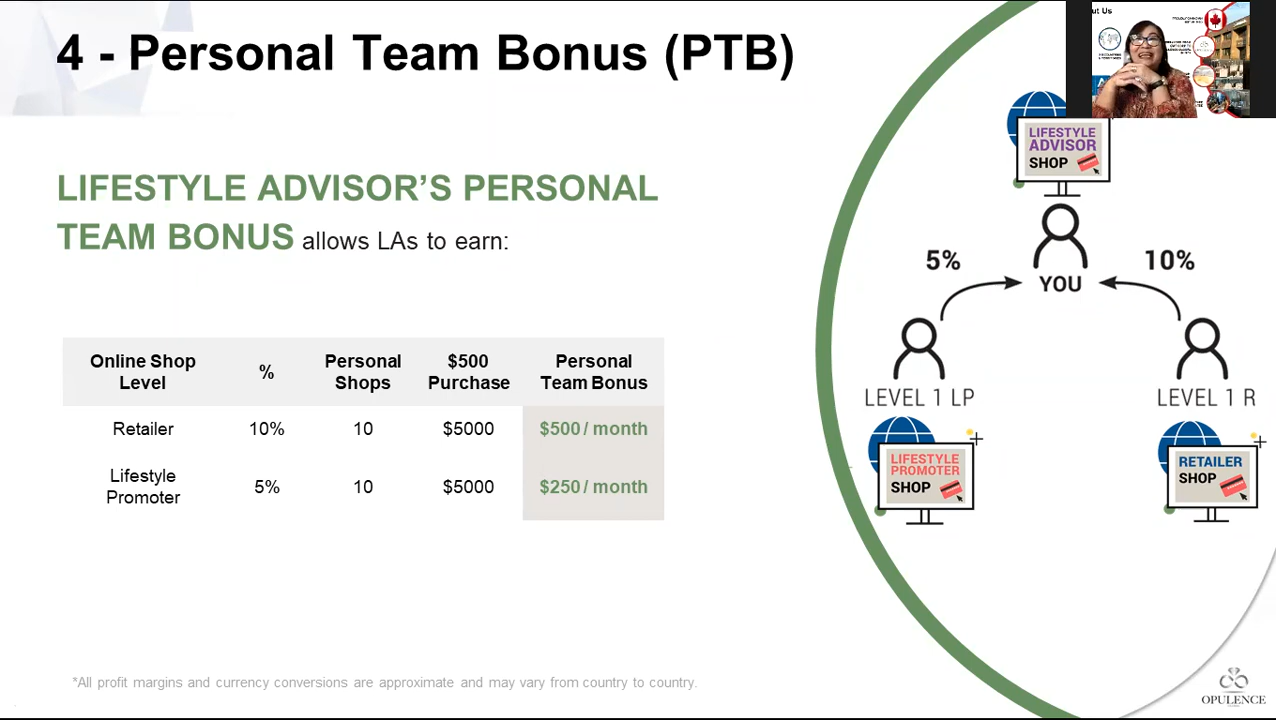 4 - Personal Team Bonus (PTB)
ut Us
LIFESTYLE ADVISOR’S PERSONAL
TEAM BONUS allows LAs to earn:
Online Shop Level
%
Personal Shops
$500 Purchase
Personal Team Bonus
Retailer
10%
10
$5000
$500 / month
Lifestyle Promoter
5%
10
$5000
$250 / month
LIFESTYLE
ADVISOR
SHOP
5%
10%
YOU
LEVEL 1 LP
LEVEL 1 R
LIFESTYLE
PROMOTER
SHOP
RETAILER
SHOP
*All profit margins and currency conversions are approximate and may vary from country to country.
OPULENCE